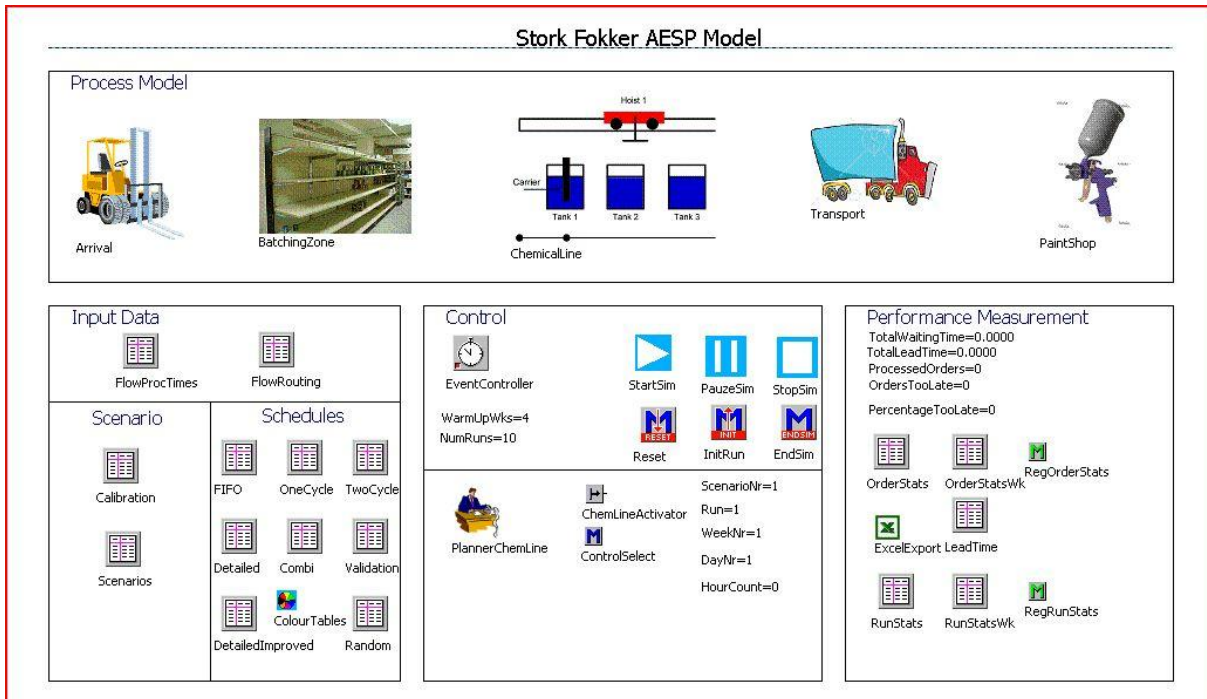 Stork Fokker AESP Model
Process Model
Hoist 1
Carrier
Tank 1 Tank 2 Tank 3
Arrival
BatchingZone
ChemicalLine
Transport
PaintShop
Input Data
FlowProcTimes
FlowRouting
Scenario
Calibration
Scenarios
Schedules
FIFO OneCycle TwoCycle
Detailed Combi Validation
ColourTables
DetailedImproved Random
Control
EventController
StartSim PauzeSim StopSim
WarmUpWks=4
NumRuns=10
RESET INIT ENDSIM
Reset InitRun EndSim
PlannerChemLine
ChemLineActivator
ControlSelect
ScenarioNr=1
Run=1
WeekNr=1
DayNr=1
HourCount=0
Performance Measurement
TotalWaitingTime=0.0000
TotalLeadTime=0.0000
ProcessedOrders=0
OrdersTooLate=0
PercentageTooLate=0
OrderStats OrderStatsWk RegOrderStats
ExcelExport LeadTime
RunStats RunStatsWk RegRunStats